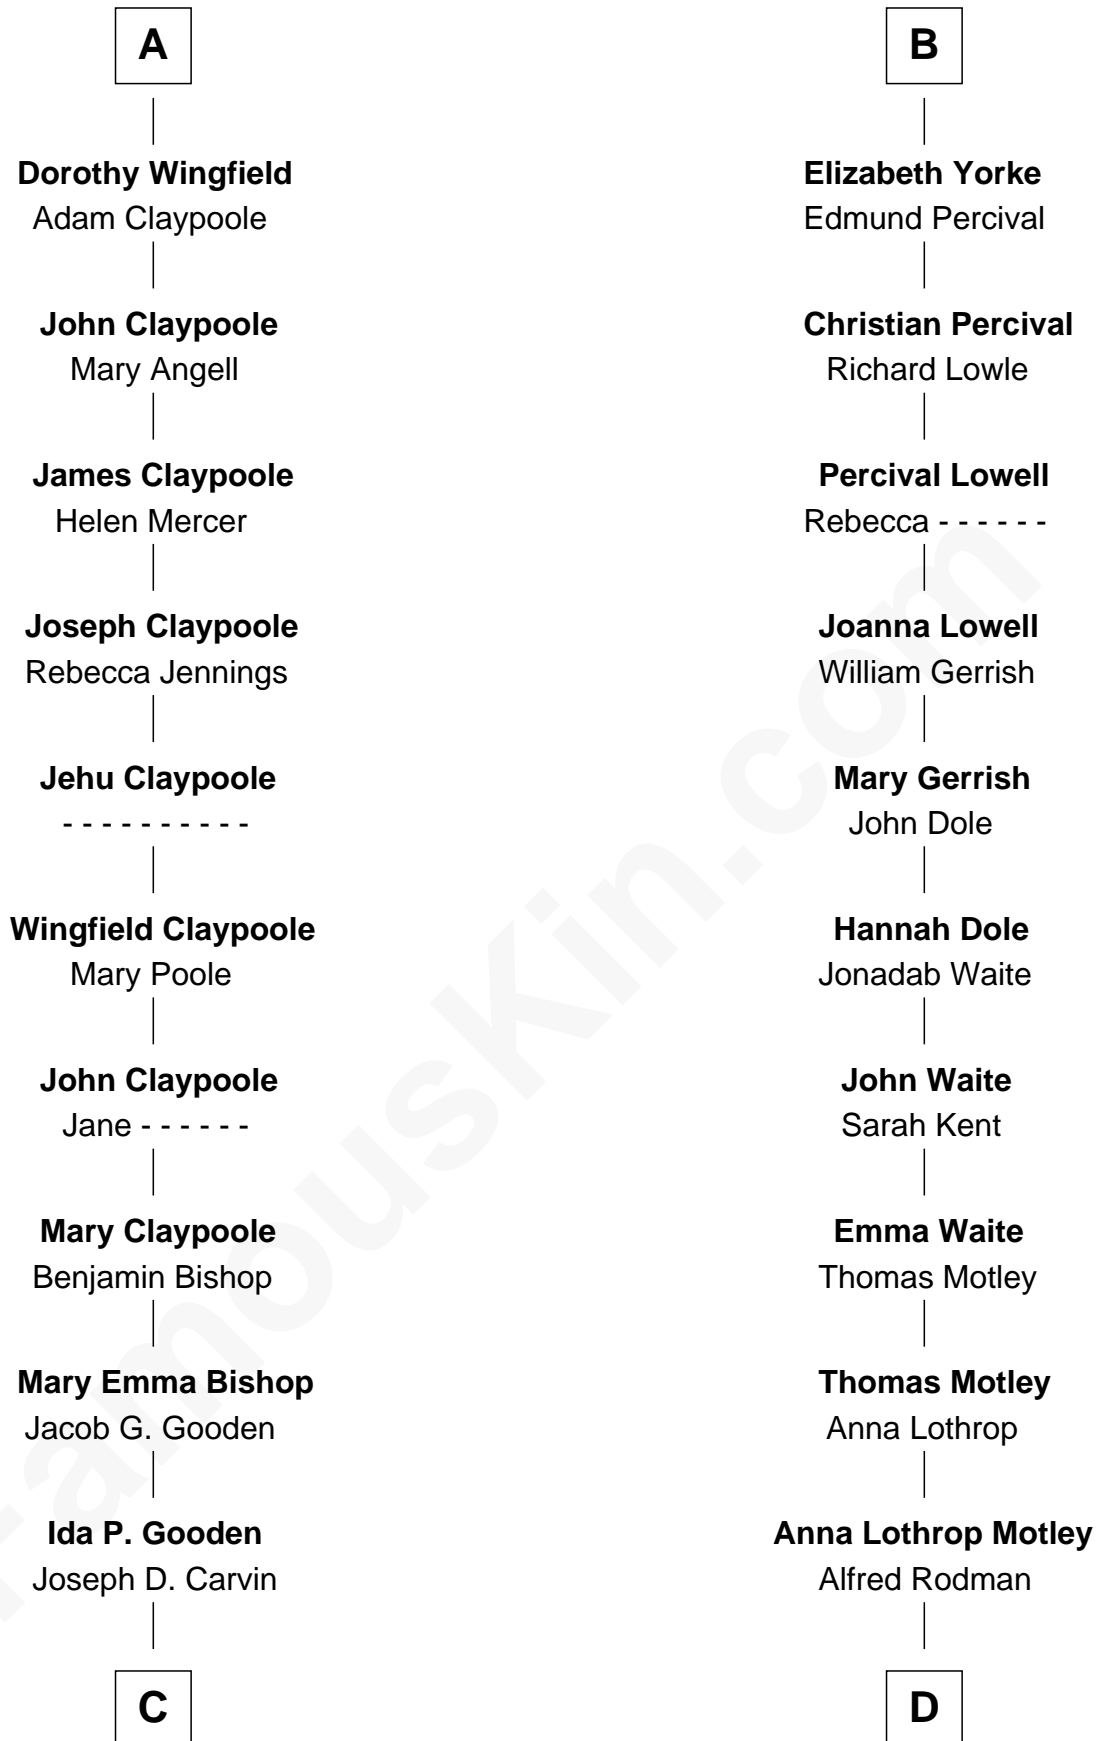 A
Dorothy Wingfield
Adam Claypoole
John Claypoole
Mary Angell
James Claypoole
Helen Mercer
Joseph Claypoole
Rebecca Jennings
Jehu Claypoole
- - - - - - - - - -
Wingfield Claypoole
Mary Poole
John Claypoole
Jane - - - - - -
Mary Claypoole
Benjamin Bishop
Mary Emma Bishop
Jacob G. Gooden
Ida P. Gooden
Joseph D. Carvin
C
B
Elizabeth Yorke
Edmund Percival
Christian Percival
Richard Lowle
Percival Lowell
Rebecca - - - - - -
Joanna Lowell
William Gerrish
Mary Gerrish
John Dole
Hannah Dole
Jonadab Waite
John Waite
Sarah Kent
Emma Waite
Thomas Motley
Thomas Motley
Anna Lothrop
Anna Lothrop Motley
Alfred Rodman
D
FamousKin.com